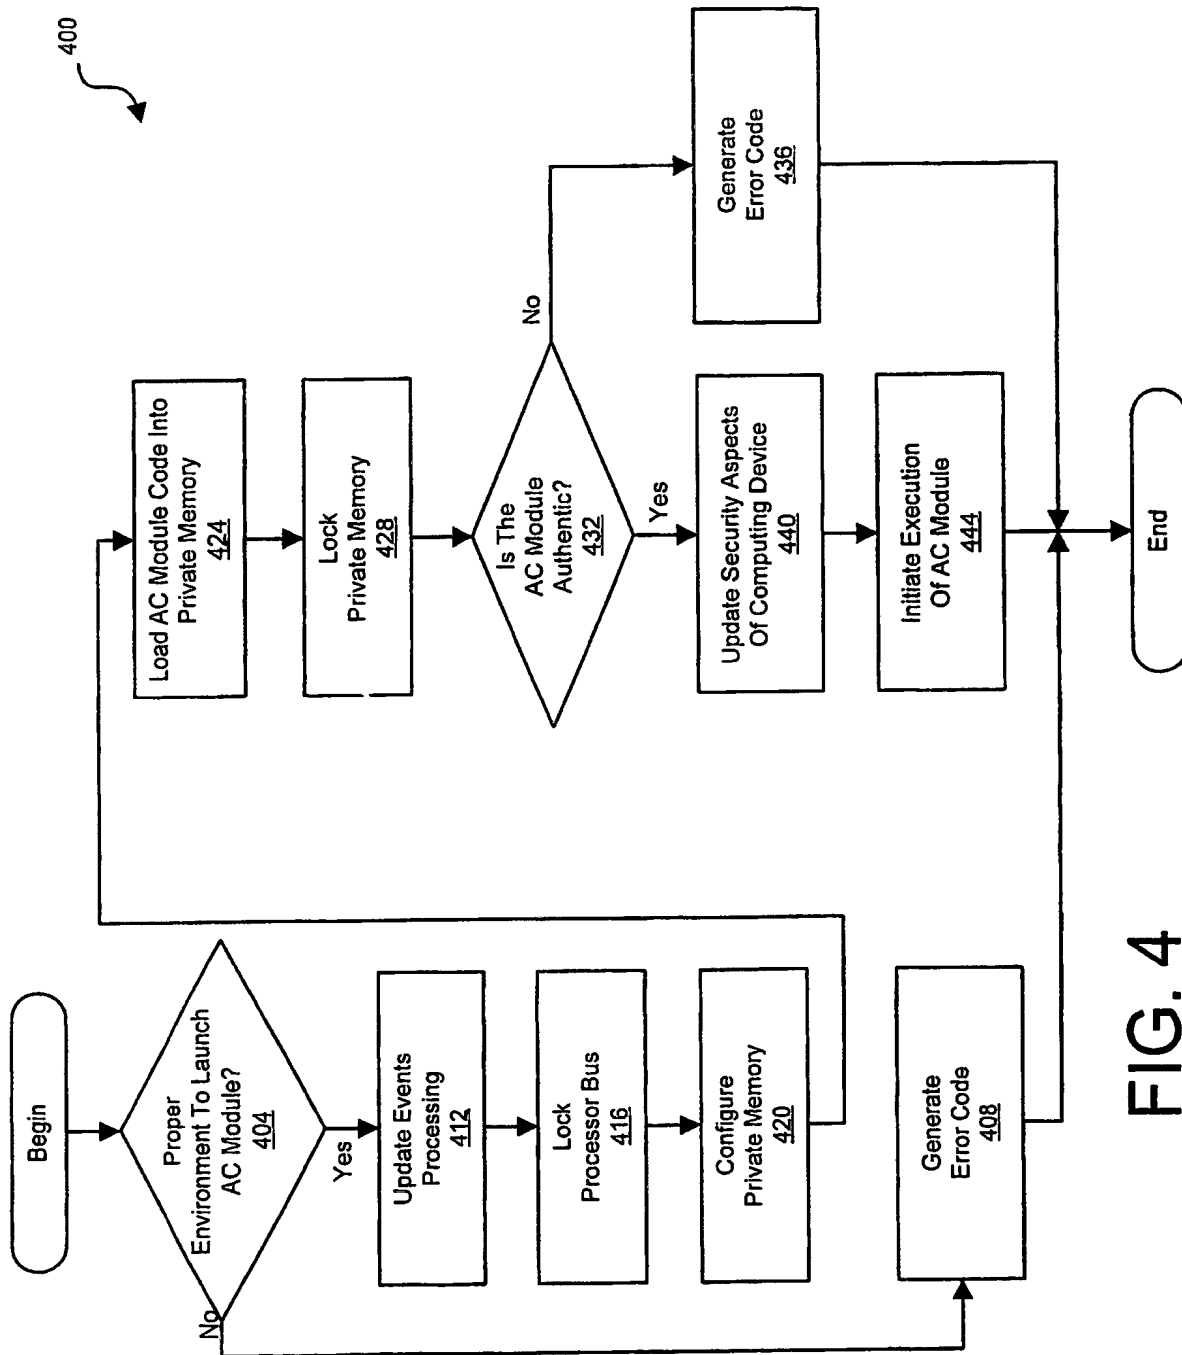 400
Begin
Proper
Environment To Launch
AC Module?
404
No
Yes
Update Events
Processing
412
Lock
Processor Bus
416
Configure
Private Memory
420
Generate
Error Code
408
Load AC Module Code Into
Private Memory
424
Lock
Private Memory
428
Is The
AC Module
Authentic?
432
No
Yes
Generate
Error Code
436
Update Security Aspects
Of Computing Device
440
Initiate Execution
Of AC Module
444
End
FIG. 4